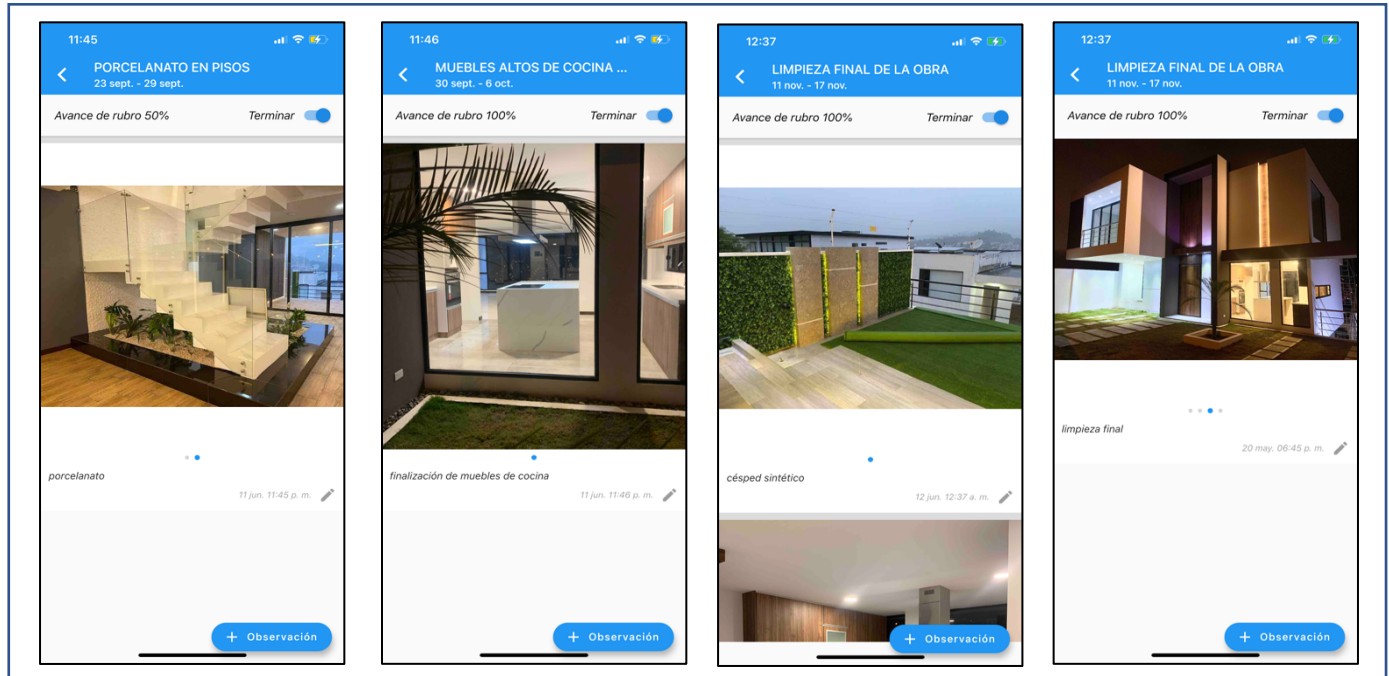 11:45
PORCELANATO EN PISOS
23 sept. - 29 sept.
Avance de rubro 50% Terminar
porcelanato
11 jun. 11:45 p. m.
+ Observación
11:46
MUEBLES ALTOS DE COCINA ...
30 sept. - 6 oct.
Avance de rubro 100% Terminar
finalización de muebles de cocina
11 jun. 11:46 p. m.
+ Observación
12:37
LIMPIEZA FINAL DE LA OBRA
11 nov. - 17 nov.
Avance de rubro 100% Terminar
césped sintético
12 jun. 12:37 a. m.
+ Observación
12:37
LIMPIEZA FINAL DE LA OBRA
11 nov. - 17 nov.
Avance de rubro 100% Terminar
limpieza final
20 may. 06:45 p. m.
+ Observación